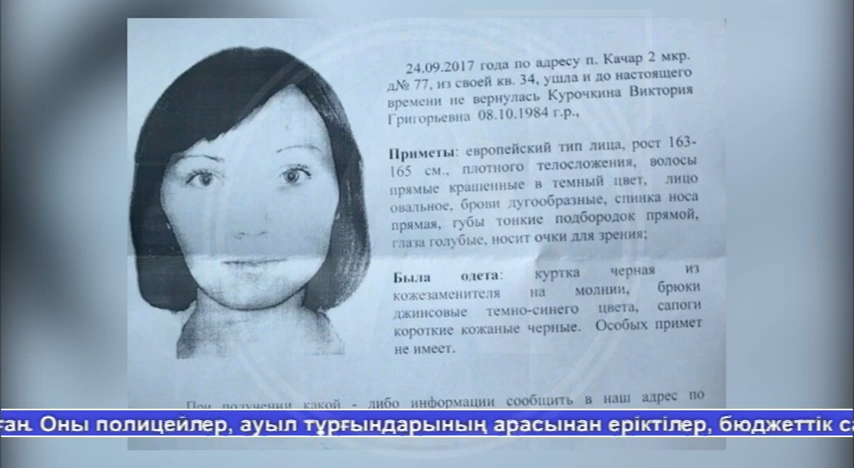 24.09.2017 года по адресу п. Качар 2 мкр.
д№ 77, из своей кв. 34, ушла и до настоящего
времени не вернулась Курочкина Виктория
Григорьевна 08.10.1984 г.р.,
Приметы: европейский тип лица, рост 163-
165 см., плотного телосложения, волосы
прямые крашенные в темный цвет, лицо
овальное, брови дугообразные, спинка носа
прямая, губы тонкие подбородок прямой,
глаза голубые, носит очки для зрения;
Была одета: куртка черная из
кожезаменителя на молнии, брюки
джинсовые темно-синего цвета, сапоги
короткие кожаные черные. Особых примет
не имеет.
При получении какой - либо информации сообщить в наш адрес по
Оны полицейлер, ауыл тұрғындарының арасынан еріктілер, бюджеттік